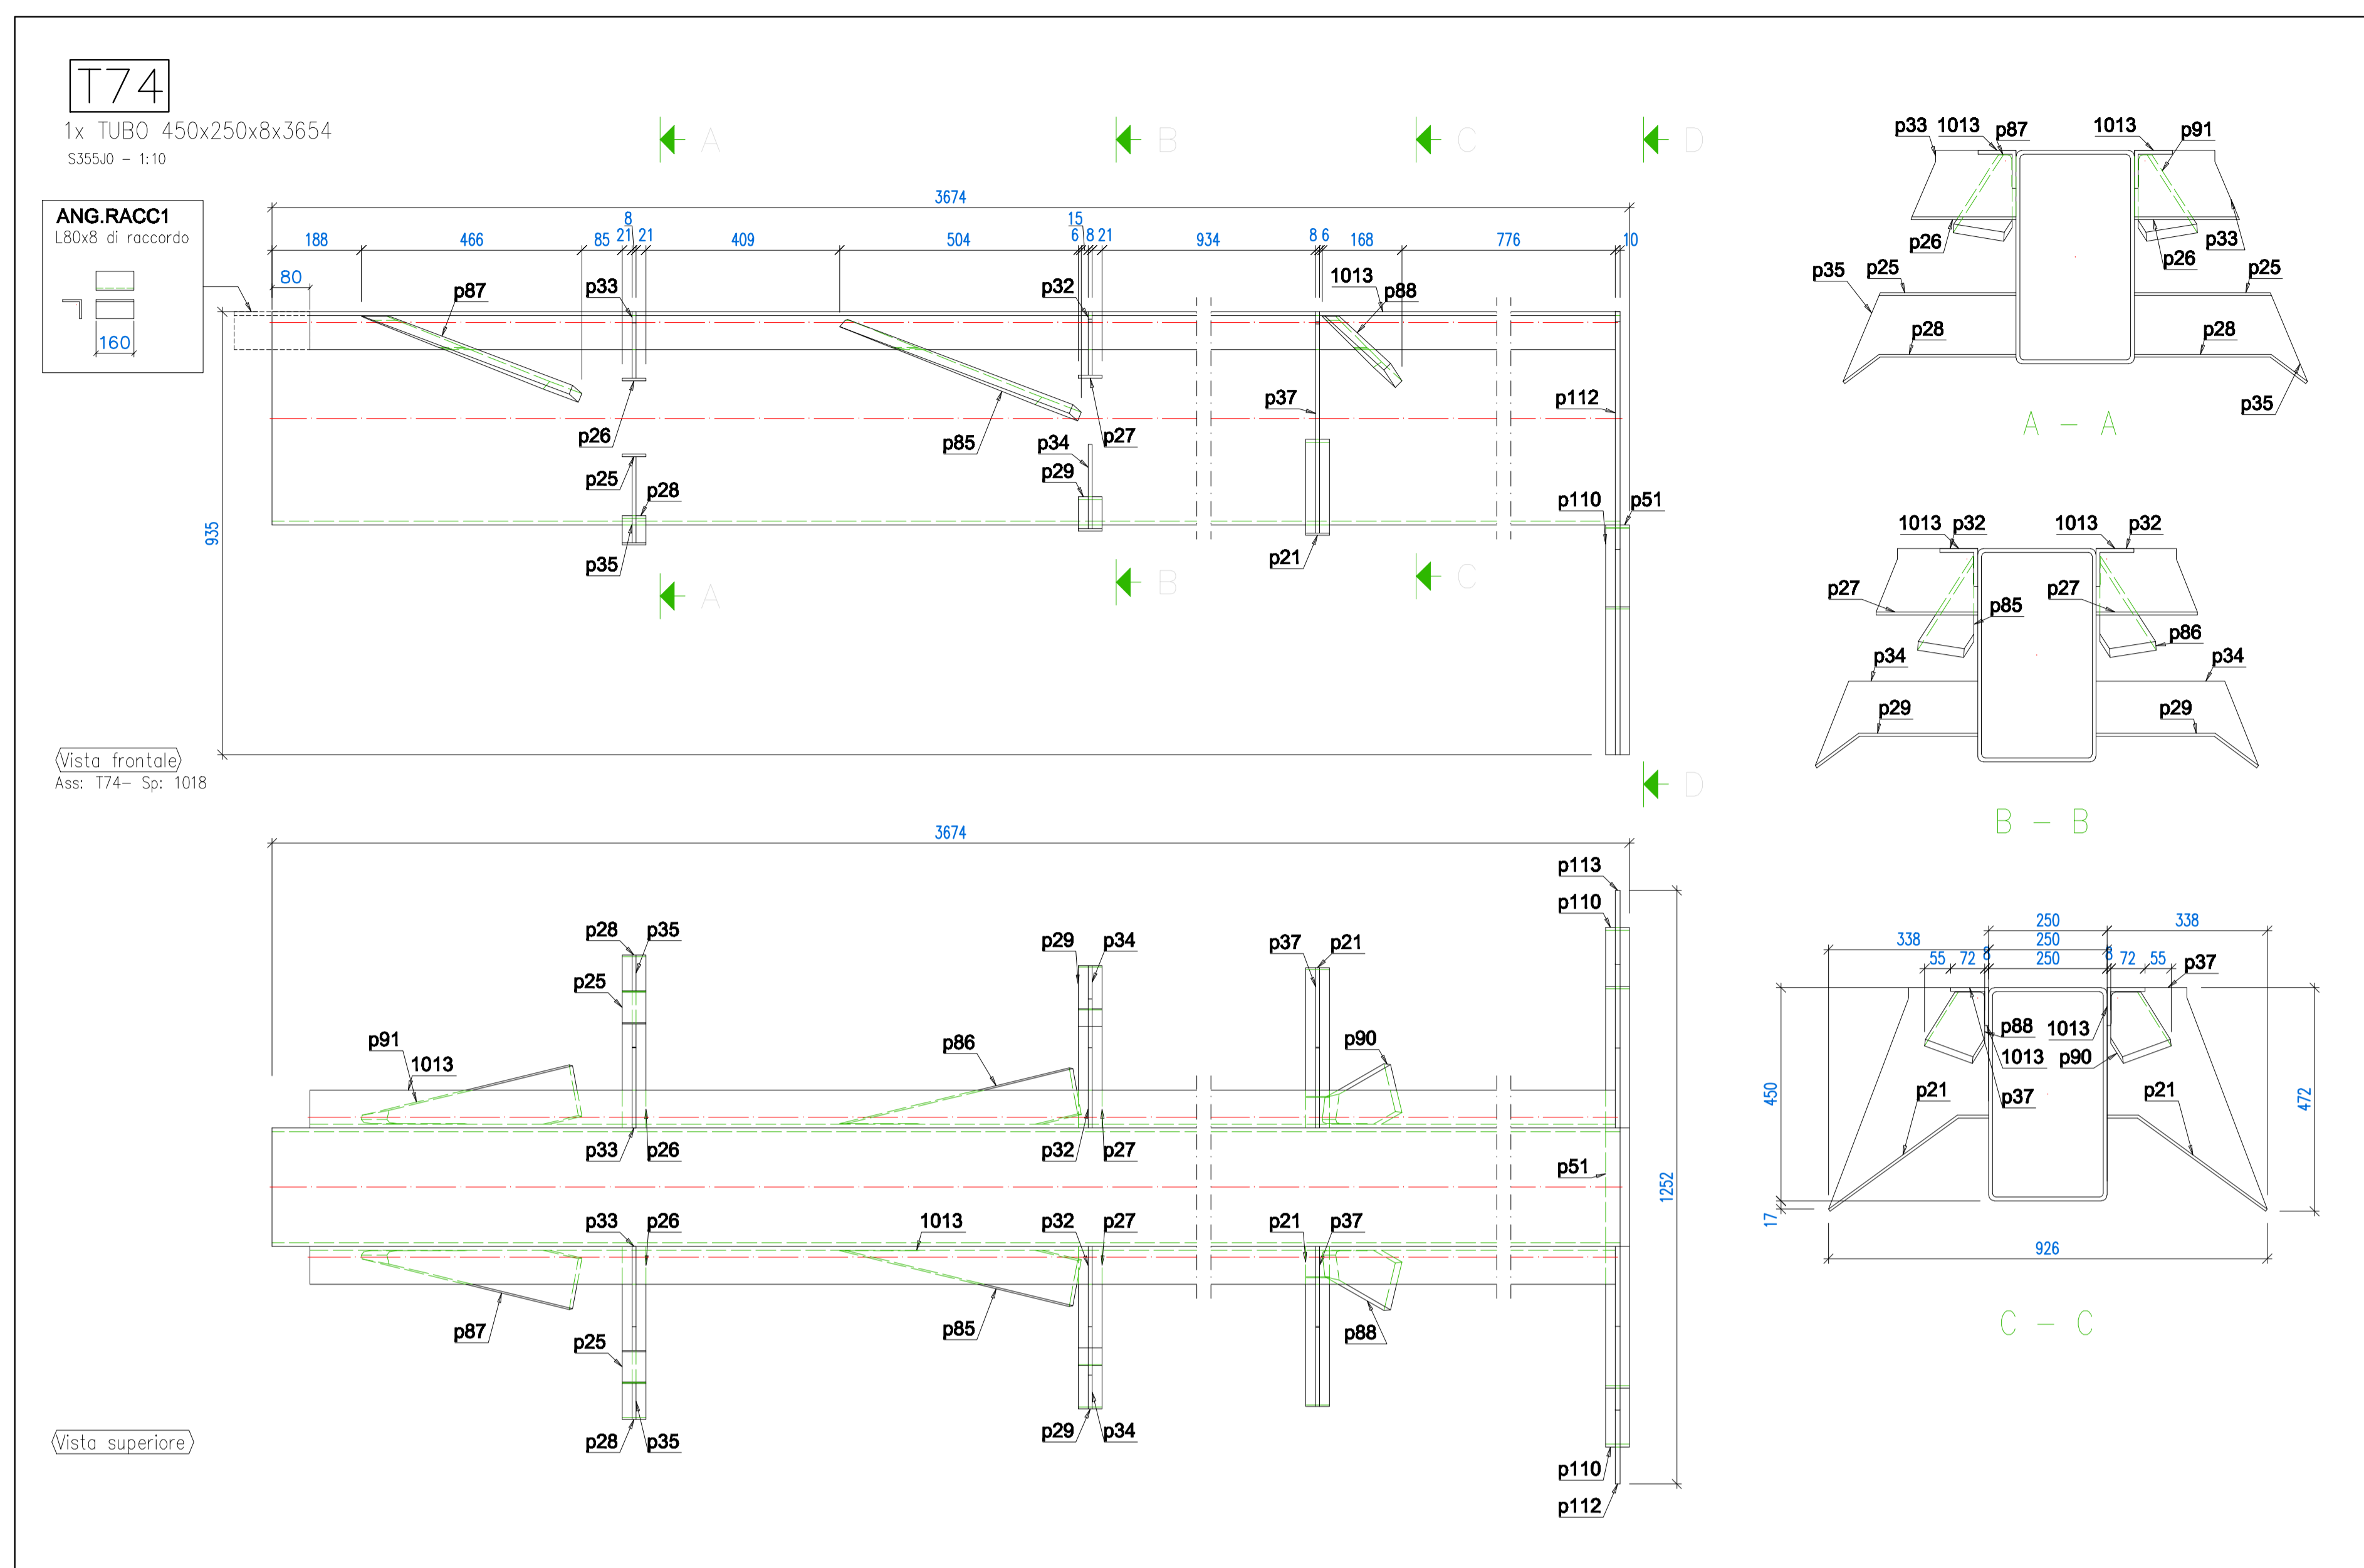 T74
1x TUBO 450x250x8x3654
S355J0 - 1:10
ANG.RACC1
L80x8 di raccordo
160
A
B
C
D
3674
8
15
188
466
85
21
21
409
504
6
8
21
934
8
6
168
776
10
80
p87
p33
p32
1013
p88
p26
p85
p34
p27
p37
p112
p25
p28
p29
p110
p51
p35
p21
935
A
B
C
D
Vista frontale
Ass: T74- Sp: 1018
3674
p113
p110
p28
p35
p29
p34
p37
p21
p25
p91
1013
p86
p90
p33
p26
p32
p27
p51
1252
p33
p26
1013
p32
p27
p21
p37
p87
p25
p85
p88
p28
p35
p29
p34
p110
p112
Vista superiore
p33
1013
p87
1013
p91
p26
p26
p33
p35
p25
p25
p28
p28
p35
A - A
1013
p32
1013
p32
p27
p85
p27
p86
p34
p34
p29
p29
B - B
250
338
338
250
55
72
8
250
8
72
55
p37
p88
1013
1013
p90
p21
p37
p21
450
472
17
926
C - C